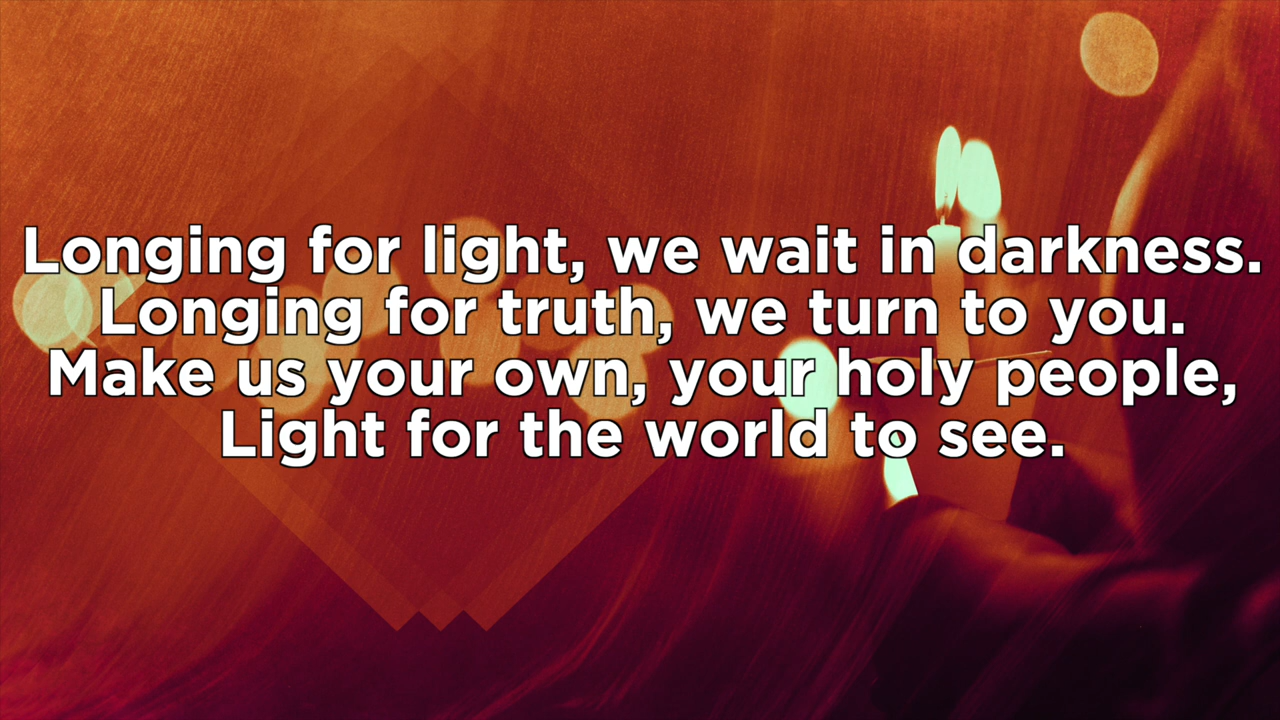 Longing for light, we wait in darkness.
Longing for truth, we turn to you.
Make us your own, your holy people,
Light for the world to see.